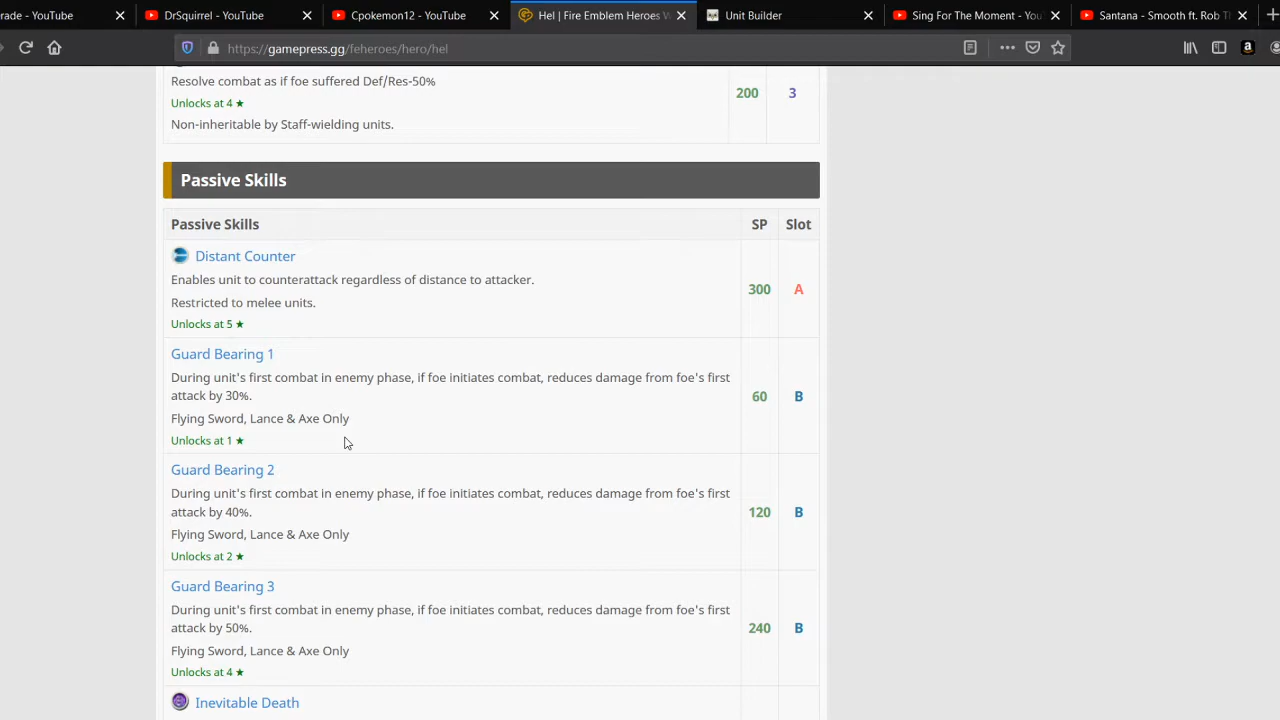 rade - YouTube
DrSquirrel - YouTube
Cpokemon12 - YouTube
Hel | Fire Emblem Heroes W
Unit Builder
Sing For The Moment - You
Santana - Smooth ft. Rob T
https://gamepress.gg/feheroes/hero/hel
Resolve combat as if foe suffered Def/Res-50%
Unlocks at 4 ★
Non-inheritable by Staff-wielding units.
200
3
Passive Skills
Passive Skills
SP
Slot
Distant Counter
Enables unit to counterattack regardless of distance to attacker.
Restricted to melee units.
Unlocks at 5 ★
300
A
Guard Bearing 1
During unit's first combat in enemy phase, if foe initiates combat, reduces damage from foe's first
attack by 30%.
Flying Sword, Lance & Axe Only
Unlocks at 1 ★
60
B
Guard Bearing 2
During unit's first combat in enemy phase, if foe initiates combat, reduces damage from foe's first
attack by 40%.
Flying Sword, Lance & Axe Only
Unlocks at 2 ★
120
B
Guard Bearing 3
During unit's first combat in enemy phase, if foe initiates combat, reduces damage from foe's first
attack by 50%.
Flying Sword, Lance & Axe Only
Unlocks at 4 ★
240
B
Inevitable Death